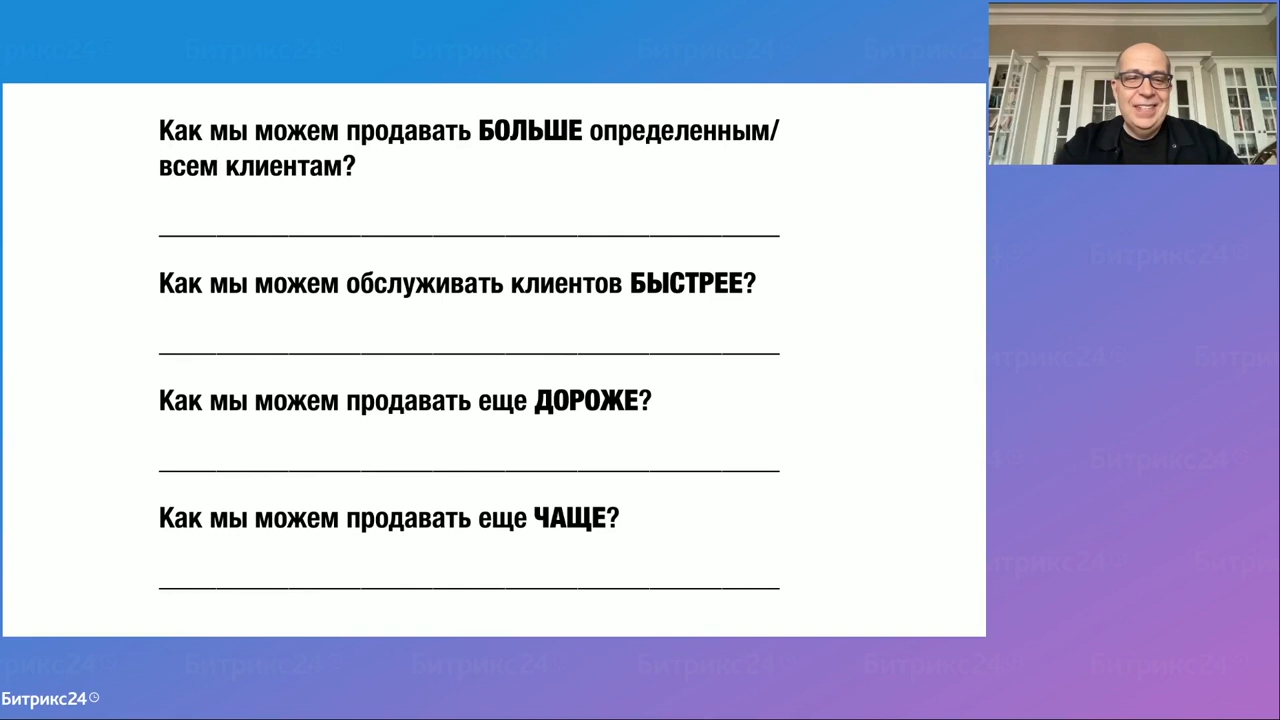 Как мы можем продавать БОЛЬШЕ определенным/
всем клиентам?
Как мы можем обслуживать клиентов БЫСТРЕЕ?
Как мы можем продавать еще ДОРОЖЕ?
Как мы можем продавать еще ЧАЩЕ?
Битрикс24